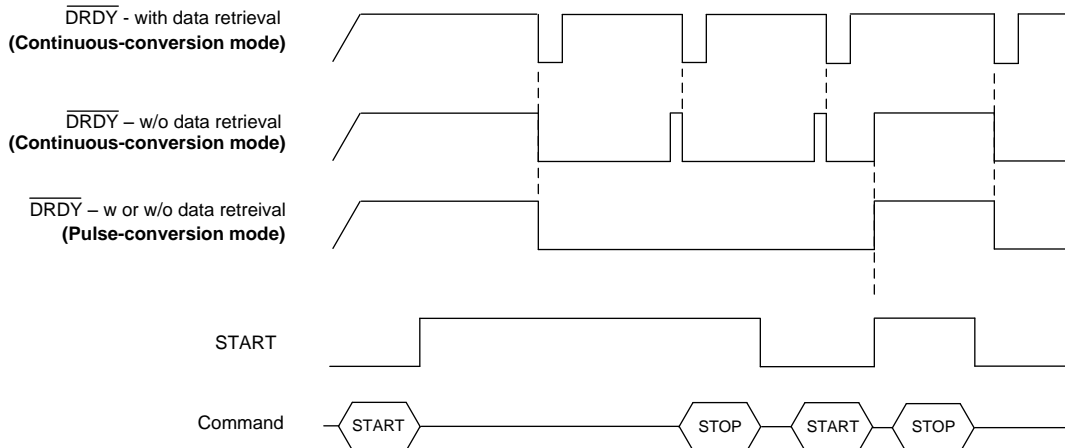 DRDY - with data retrieval
(Continuous-conversion mode)
DRDY – w/o data retrieval
(Continuous-conversion mode)
DRDY – w or w/o data retreival
(Pulse-conversion mode)
START
Command
START
STOP
START
STOP